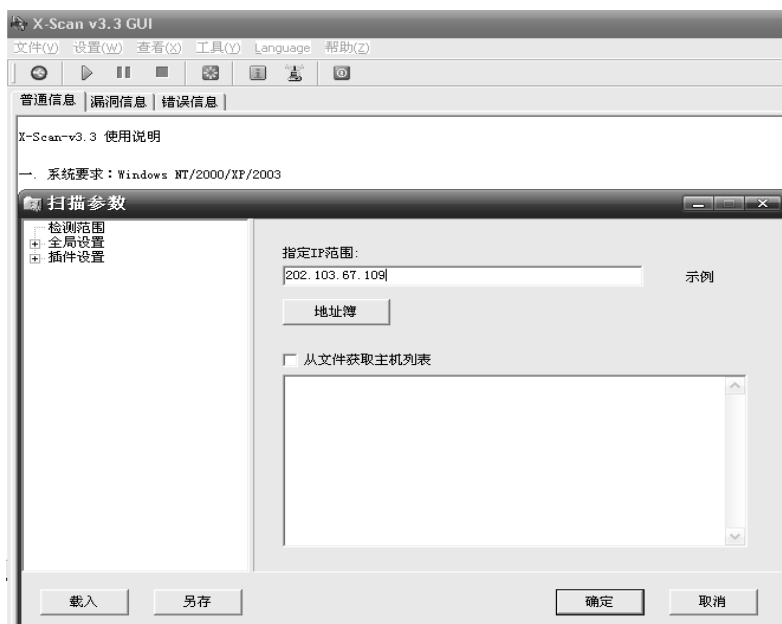 X-Scan v3.3 GUI
文件(V) 设置(W) 查看(X) 工具(Y) Language 帮助(Z)
普通信息 漏洞信息 错误信息
X-Scan-v3.3 使用说明
一. 系统要求：Windows NT/2000/XP/2003
扫描参数
检测范围
全局设置
插件设置
指定IP范围:
202.103.67.109
示例
地址簿
从文件获取主机列表
载入 另存 确定 取消